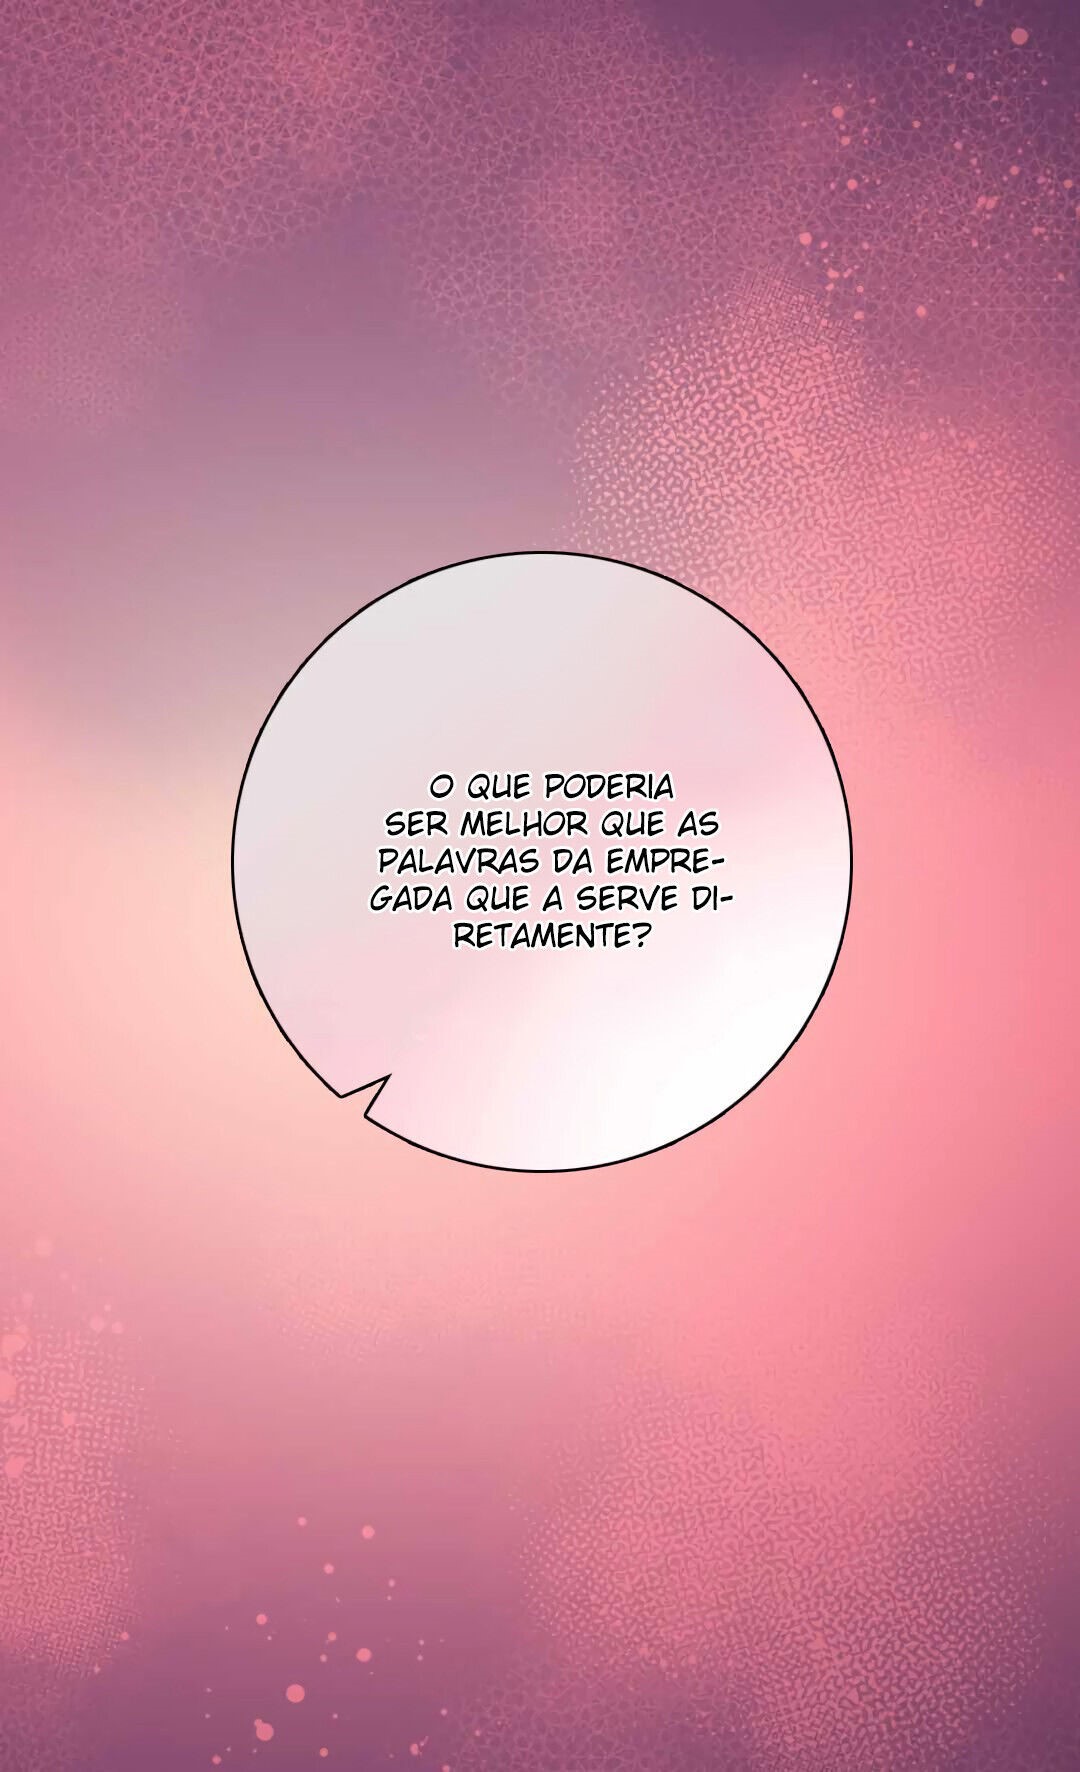 O QUE PODERIA
SER MELHOR QUE AS
PALAVRAS DA EMPRE-
GADA QUE A SERVE DI-
RETAMENTE?